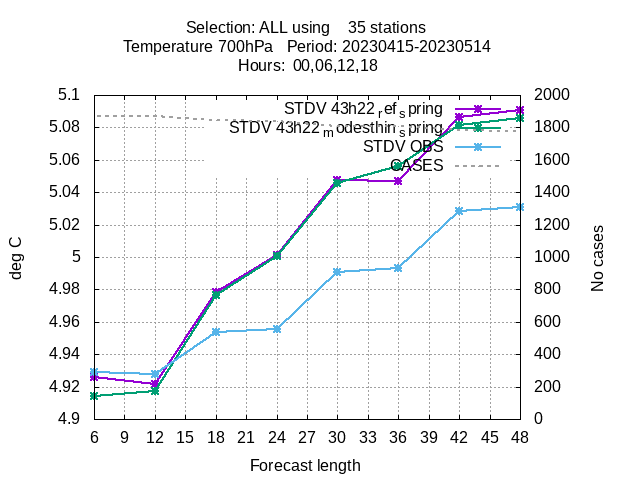 Selection: ALL using 35 stations
Temperature 700hPa Period: 20230415-20230514
Hours: 00,06,12,18
STDV 43h22ref spring
STDV 43h22modesthinspring
STDV OBS
CASES
5.1
5.08
5.06
5.04
5.02
5
4.98
4.96
4.94
4.92
4.9
deg C
2000
1800
1600
1400
1200
1000
800
600
400
200
0
No cases
6 9 12 15 18 21 24 27 30 33 36 39 42 45 48
Forecast length